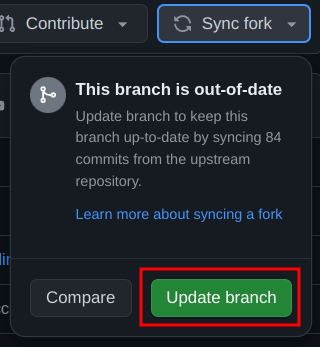 Contribute
Sync fork
This branch is out-of-date
Update branch to keep this
branch up-to-date by syncing 84
commits from the upstream
repository.
Learn more about syncing a fork
Compare
Update branch